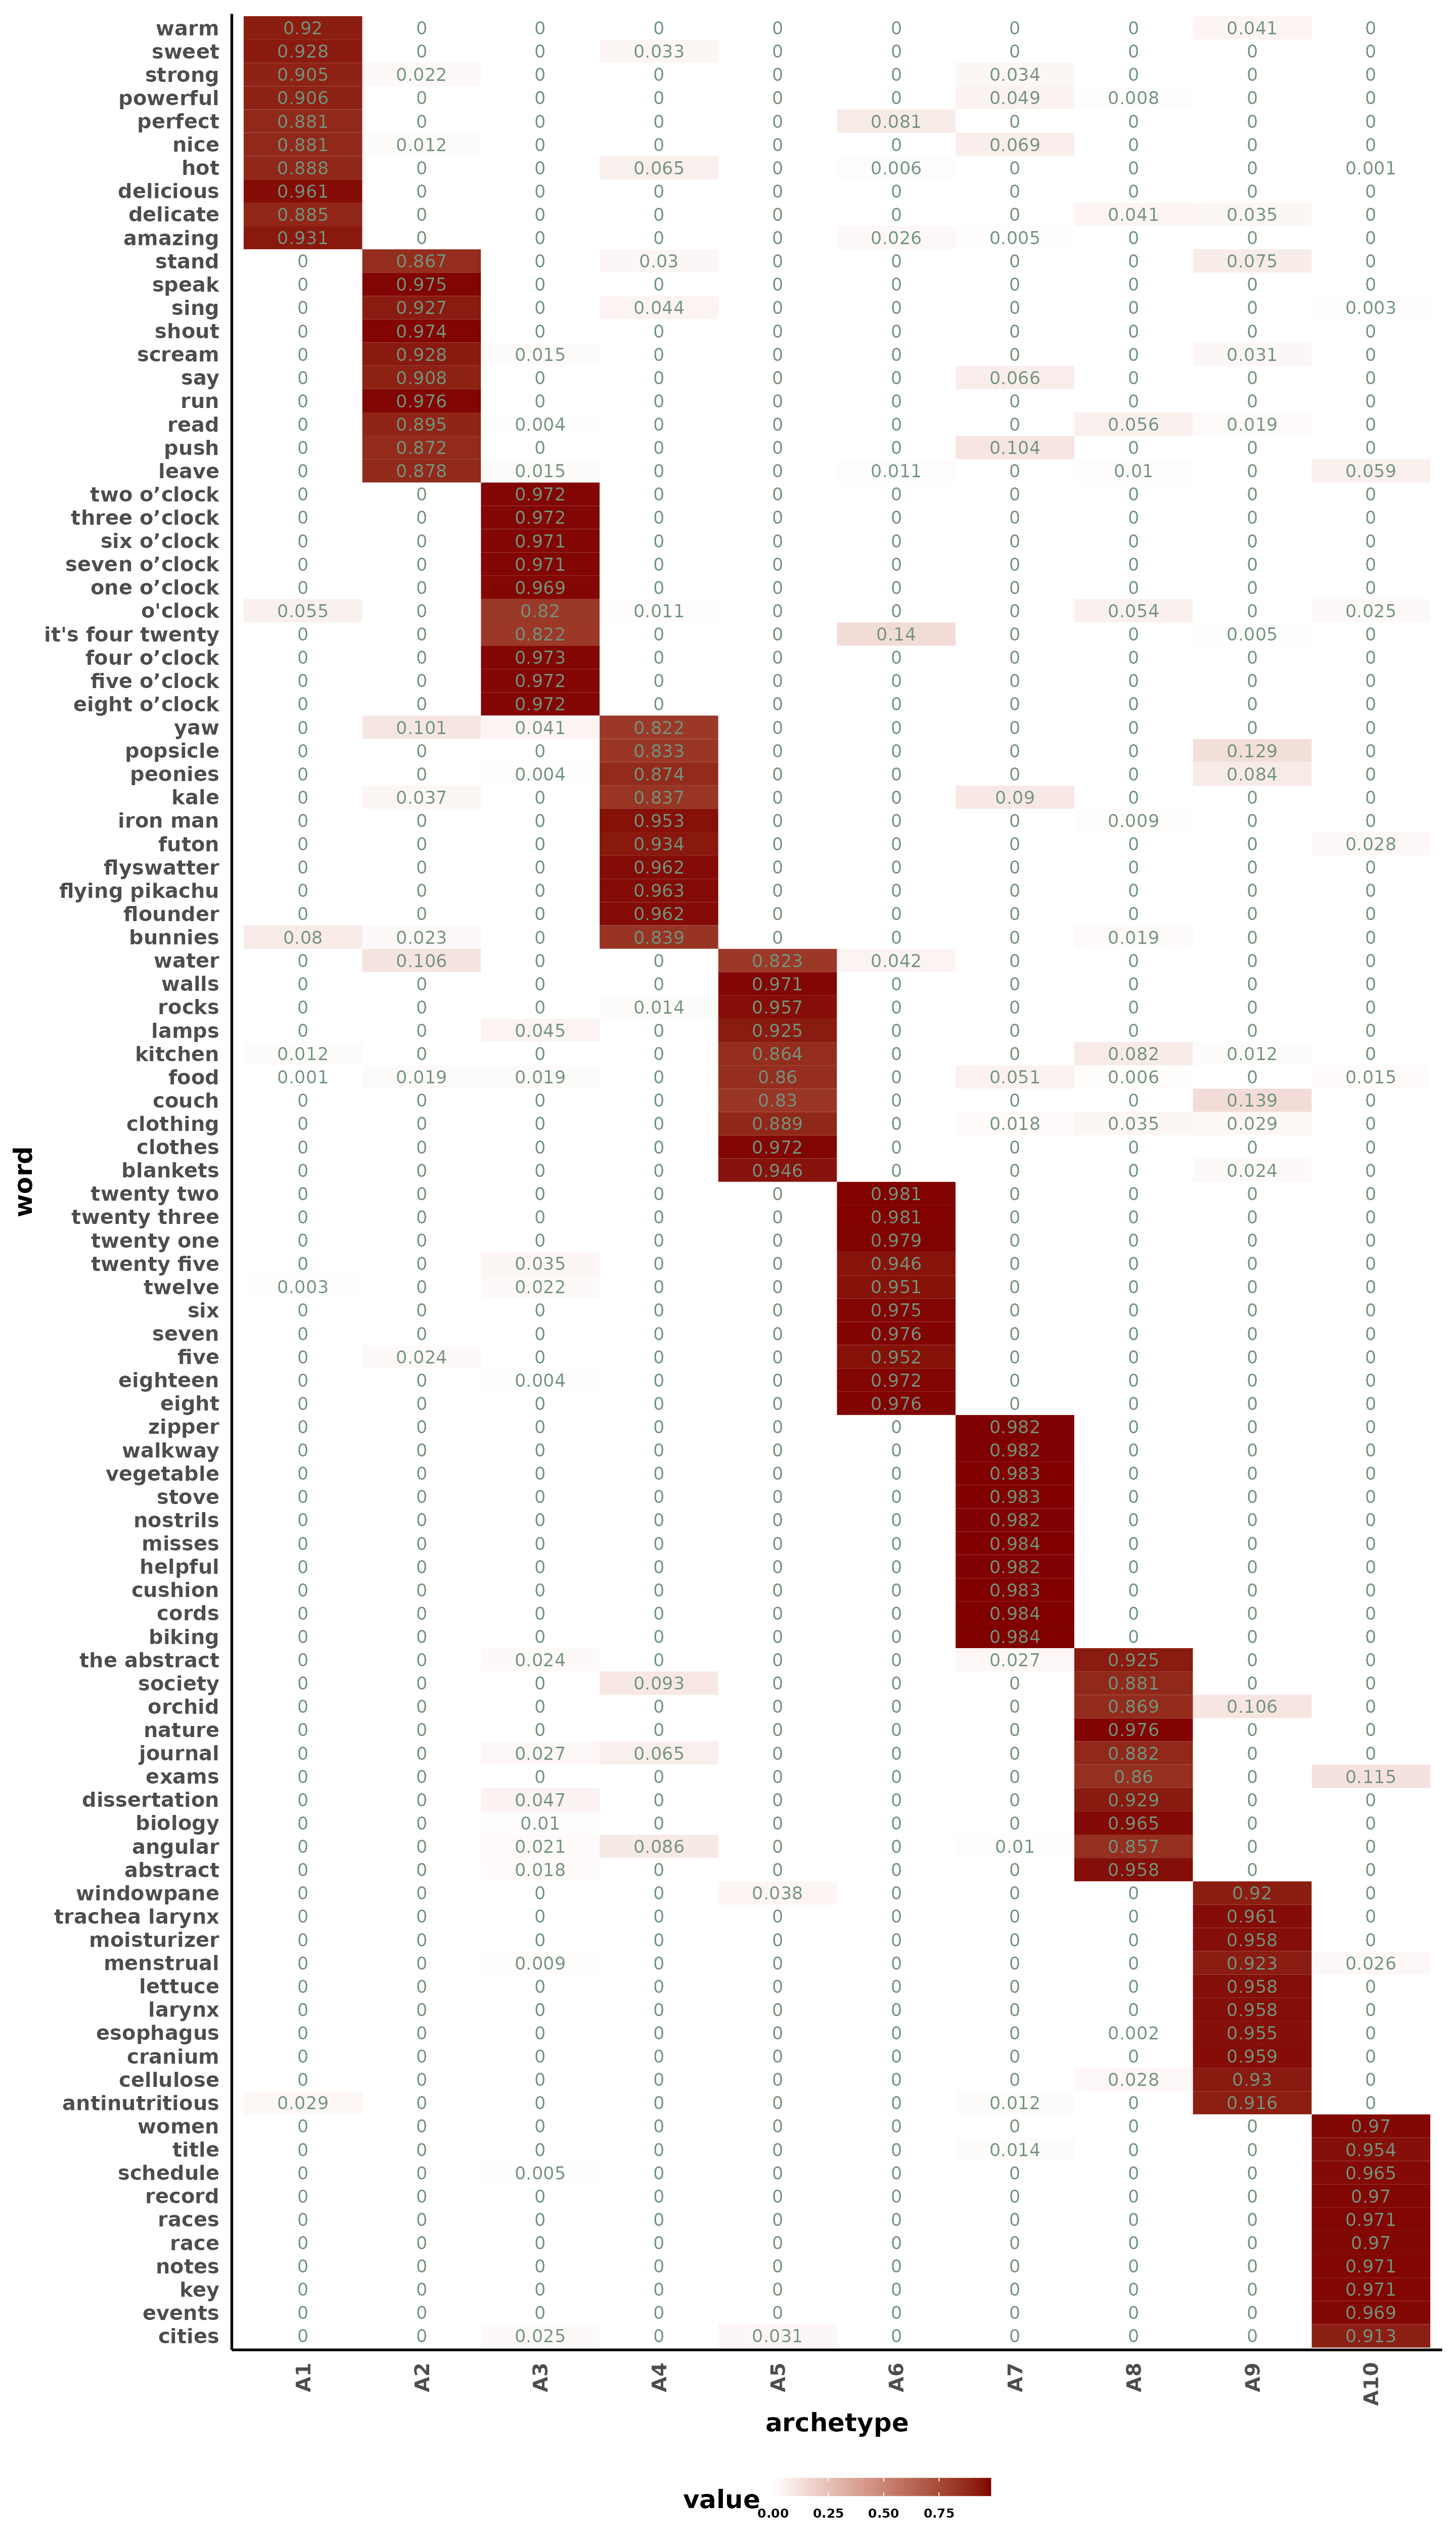 warm 0.92 0 0 0 0 0 0 0 0.041 0
sweet 0.928 0 0 0.033 0 0 0 0 0 0
strong 0.905 0.022 0 0 0 0 0.034 0 0 0
powerful 0.906 0 0 0 0 0 0.049 0.008 0 0
perfect 0.881 0 0 0 0 0.081 0 0 0 0
nice 0.881 0.012 0 0 0 0 0.069 0 0 0
hot 0.888 0 0 0.065 0 0.006 0 0 0 0.001
delicious 0.961 0 0 0 0 0 0 0 0 0
delicate 0.885 0 0 0 0 0 0 0.041 0.035 0
amazing 0.931 0 0 0 0 0.026 0.005 0 0 0
stand 0 0.867 0 0.03 0 0 0 0 0.075 0
speak 0 0.975 0 0 0 0 0 0 0 0
sing 0 0.927 0 0.044 0 0 0 0 0 0.003
shout 0 0.974 0 0 0 0 0 0 0 0
scream 0 0.928 0.015 0 0 0 0 0 0.031 0
say 0 0.908 0 0 0 0 0.066 0 0 0
run 0 0.976 0 0 0 0 0 0 0 0
read 0 0.895 0.004 0 0 0 0 0.056 0.019 0
push 0 0.872 0 0 0 0 0.104 0 0 0
leave 0 0.878 0.015 0 0 0.011 0 0.01 0 0.059
two o’clock 0 0 0.972 0 0 0 0 0 0 0
three o’clock 0 0 0.972 0 0 0 0 0 0 0
six o’clock 0 0 0.971 0 0 0 0 0 0 0
seven o’clock 0 0 0.971 0 0 0 0 0 0 0
one o’clock 0 0 0.969 0 0 0 0 0 0 0
o'clock 0.055 0 0.82 0.011 0 0 0 0.054 0 0.025
it's four twenty 0 0 0.822 0 0 0.14 0 0 0.005 0
four o’clock 0 0 0.973 0 0 0 0 0 0 0
five o’clock 0 0 0.972 0 0 0 0 0 0 0
eight o’clock 0 0 0.972 0 0 0 0 0 0 0
yaw 0 0.101 0.041 0.822 0 0 0 0 0 0
popsicle 0 0 0 0.833 0 0 0 0 0.129 0
peonies 0 0 0.004 0.874 0 0 0 0 0.084 0
kale 0 0.037 0 0.837 0 0 0.09 0 0 0
iron man 0 0 0 0.953 0 0 0 0.009 0 0
futon 0 0 0 0.934 0 0 0 0 0 0.028
flyswatter 0 0 0 0.962 0 0 0 0 0 0
flying pikachu 0 0 0 0.963 0 0 0 0 0 0
flounder 0 0 0 0.962 0 0 0 0 0 0
bunnies 0.08 0.023 0 0.839 0 0 0 0.019 0 0
water 0 0.106 0 0 0.823 0.042 0 0 0 0
walls 0 0 0 0 0.971 0 0 0 0 0
rocks 0 0 0 0.014 0.957 0 0 0 0 0
lamps 0 0 0.045 0 0.925 0 0 0 0 0
kitchen 0.012 0 0 0 0.864 0 0 0.082 0.012 0
food 0.001 0.019 0.019 0 0.86 0 0.051 0.006 0 0.015
couch 0 0 0 0 0.83 0 0 0 0.139 0
clothing 0 0 0 0 0.889 0 0.018 0.035 0.029 0
clothes 0 0 0 0 0.972 0 0 0 0 0
blankets 0 0 0 0 0.946 0 0 0 0.024 0
word
twenty two 0 0 0 0 0 0.981 0 0 0 0
twenty three 0 0 0 0 0 0.981 0 0 0 0
twenty one 0 0 0 0 0 0.979 0 0 0 0
twenty five 0 0 0.035 0 0 0.946 0 0 0 0
twelve 0.003 0 0.022 0 0 0.951 0 0 0 0
six 0 0 0 0 0 0.975 0 0 0 0
seven 0 0 0 0 0 0.976 0 0 0 0
five 0 0.024 0 0 0 0.952 0 0 0 0
eighteen 0 0 0.004 0 0 0.972 0 0 0 0
eight 0 0 0 0 0 0.976 0 0 0 0
zipper 0 0 0 0 0 0 0.982 0 0 0
walkway 0 0 0 0 0 0 0.982 0 0 0
vegetable 0 0 0 0 0 0 0.983 0 0 0
stove 0 0 0 0 0 0 0.983 0 0 0
nostrils 0 0 0 0 0 0 0.982 0 0 0
misses 0 0 0 0 0 0 0.984 0 0 0
helpful 0 0 0 0 0 0 0.982 0 0 0
cushion 0 0 0 0 0 0 0.983 0 0 0
cords 0 0 0 0 0 0 0.984 0 0 0
biking 0 0 0 0 0 0 0.984 0 0 0
the abstract 0 0 0.024 0 0 0 0.027 0.925 0 0
society 0 0 0 0.093 0 0 0 0.881 0 0
orchid 0 0 0 0 0 0 0 0.869 0.106 0
nature 0 0 0 0 0 0 0 0.976 0 0
journal 0 0 0.027 0.065 0 0 0 0.882 0 0
exams 0 0 0 0 0 0 0 0.86 0 0.115
dissertation 0 0 0.047 0 0 0 0 0.929 0 0
biology 0 0 0.01 0 0 0 0 0.965 0 0
angular 0 0 0.021 0.086 0 0 0.01 0.857 0 0
abstract 0 0 0.018 0 0 0 0 0.958 0 0
windowpane 0 0 0 0 0.038 0 0 0 0.92 0
trachea larynx 0 0 0 0 0 0 0 0 0.961 0
moisturizer 0 0 0 0 0 0 0 0 0.958 0
menstrual 0 0 0.009 0 0 0 0 0 0.923 0.026
lettuce 0 0 0 0 0 0 0 0 0.958 0
larynx 0 0 0 0 0 0 0 0 0.958 0
esophagus 0 0 0 0 0 0 0 0.002 0.955 0
cranium 0 0 0 0 0 0 0 0 0.959 0
cellulose 0 0 0 0 0 0 0 0.028 0.93 0
antinutritious 0.029 0 0 0 0 0 0.012 0 0.916 0
women 0 0 0 0 0 0 0 0 0 0.97
title 0 0 0 0 0 0 0.014 0 0 0.954
schedule 0 0 0.005 0 0 0 0 0 0 0.965
record 0 0 0 0 0 0 0 0 0 0.97
races 0 0 0 0 0 0 0 0 0 0.971
race 0 0 0 0 0 0 0 0 0 0.97
notes 0 0 0 0 0 0 0 0 0 0.971
key 0 0 0 0 0 0 0 0 0 0.971
events 0 0 0 0 0 0 0 0 0 0.969
cities 0 0 0.025 0 0.031 0 0 0 0 0.913
A1 A2 A3 A4 A5 A6 A7 A8 A9 A10
archetype
value 0.00 0.25 0.50 0.75